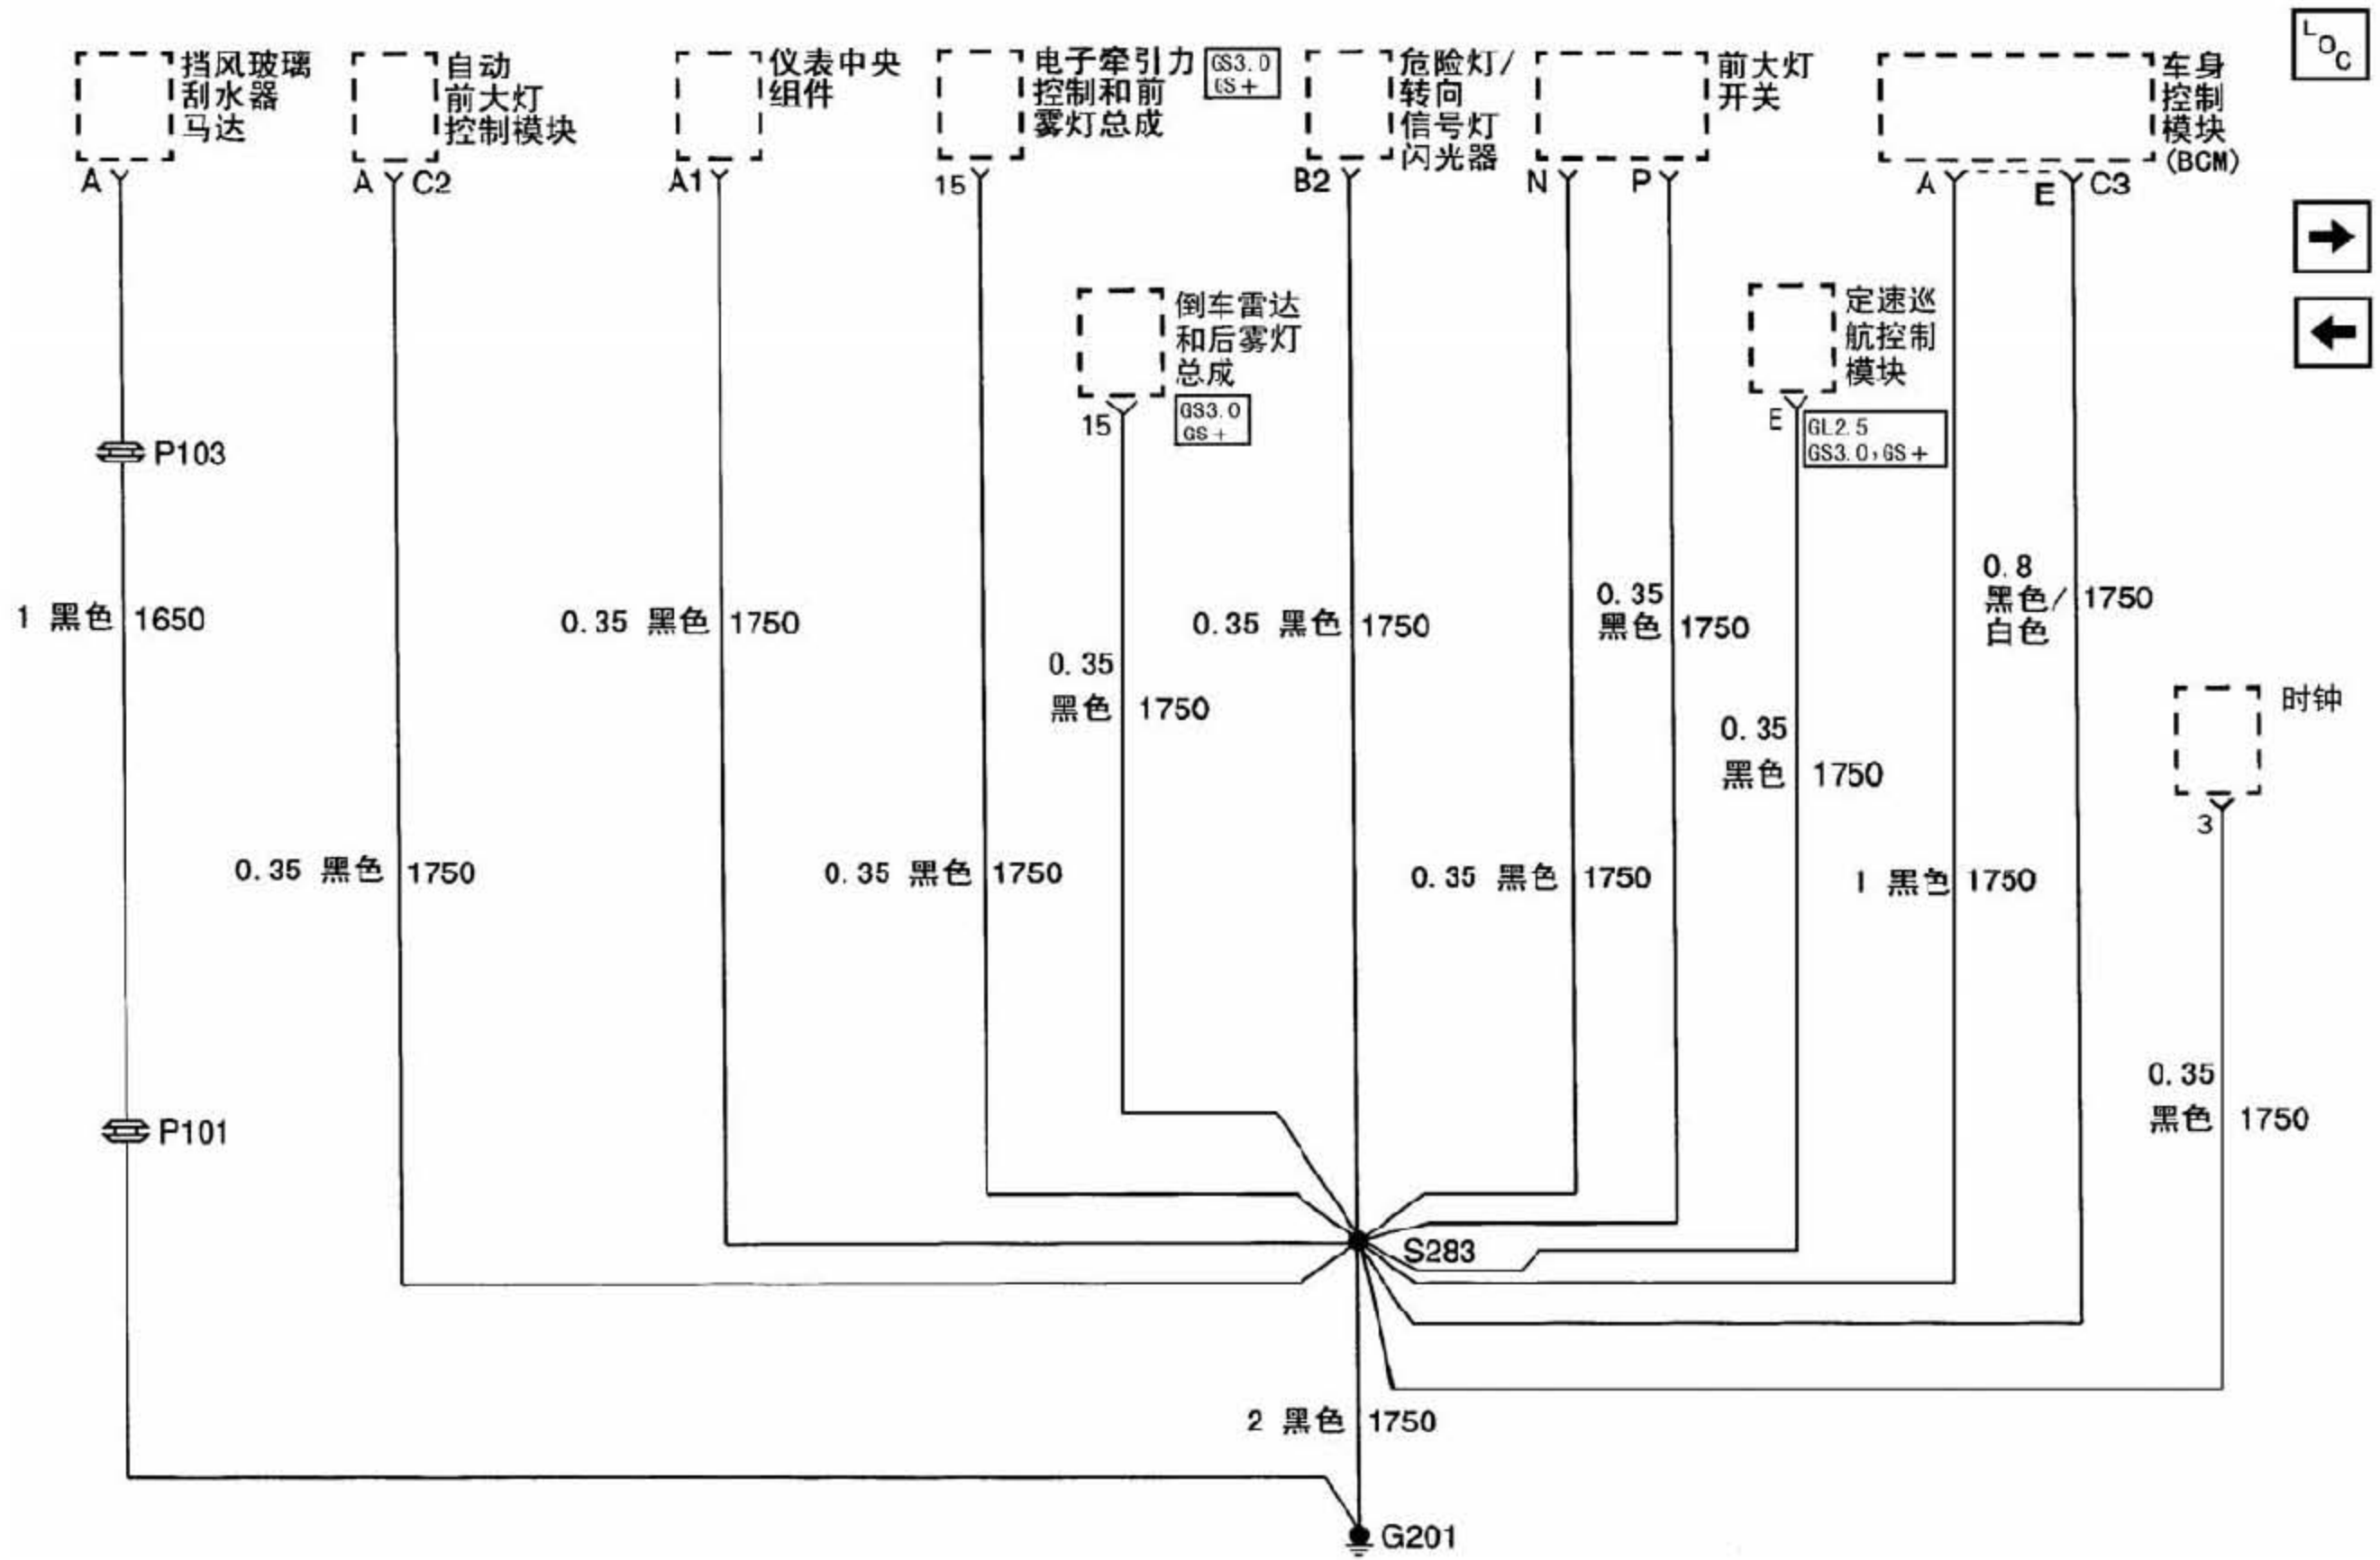 挡风玻璃
刮水器
马达
A
自动
前大灯
控制模块
A
C2
仪表中央
组件
A1
电子牵引力
控制和前
雾灯总成
GS3.0
GS+
15
危险灯/
转向
信号灯
闪光器
B2
前大灯
开关
N
P
车身
控制
模块
(BCM)
A
E
C3
LOC
倒车雷达
和后雾灯
总成
15
GS3.0
GS+
定速巡
航控制
模块
E
GL2.5
GS3.0,GS+
P103
1 黑色 1650
0.35 黑色 1750
0.35 黑色 1750
0.35
黑色 1750
0.35
黑色/
1750
0.8
黑色/ 1750
白色
时钟
3
0.35
黑色 1750
0.35
黑色 1750
0.35 黑色 1750
0.35 黑色 1750
0.35 黑色 1750
1 黑色 1750
0.35
黑色 1750
P101
S283
2 黑色 1750
G201